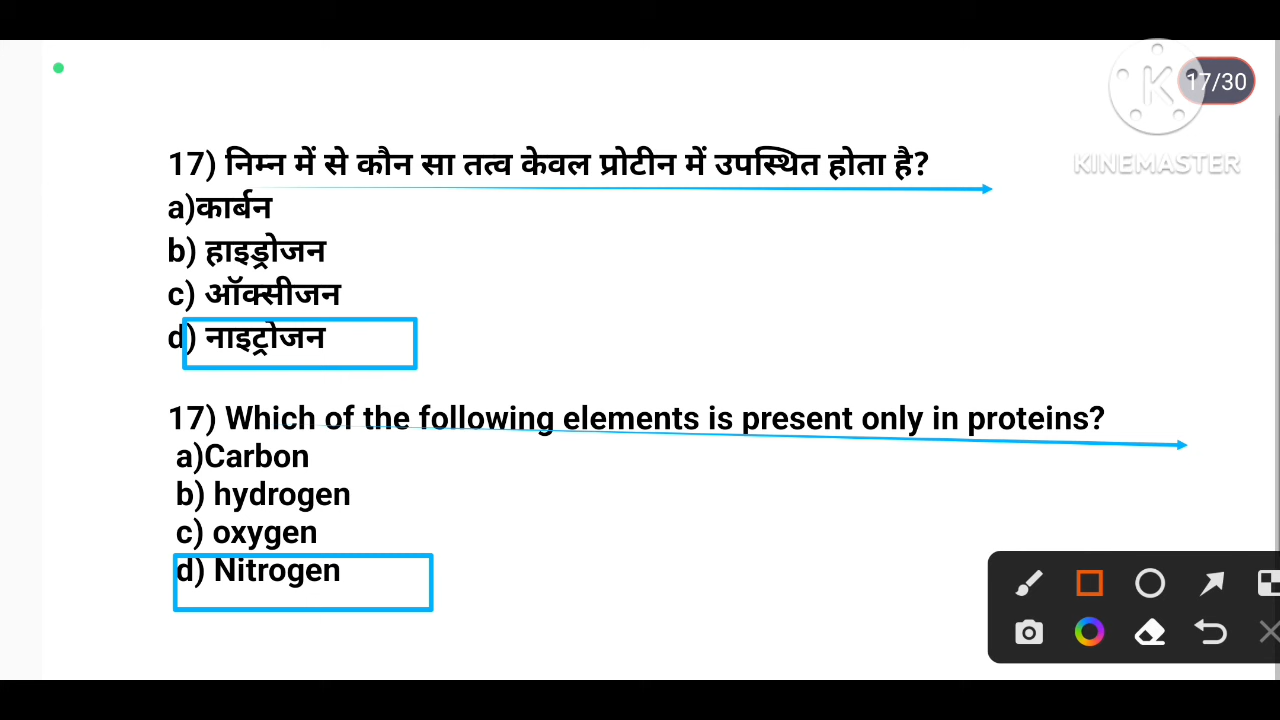 17/30
KINEMASTER
17) निम्न में से कौन सा तत्व केवल प्रोटीन में उपस्थित होता है?
a)कार्बन
b) हाइड्रोजन
c) ऑक्सीजन
d) नाइट्रोजन
17) Which of the following elements is present only in proteins?
a)Carbon
b) hydrogen
c) oxygen
d) Nitrogen